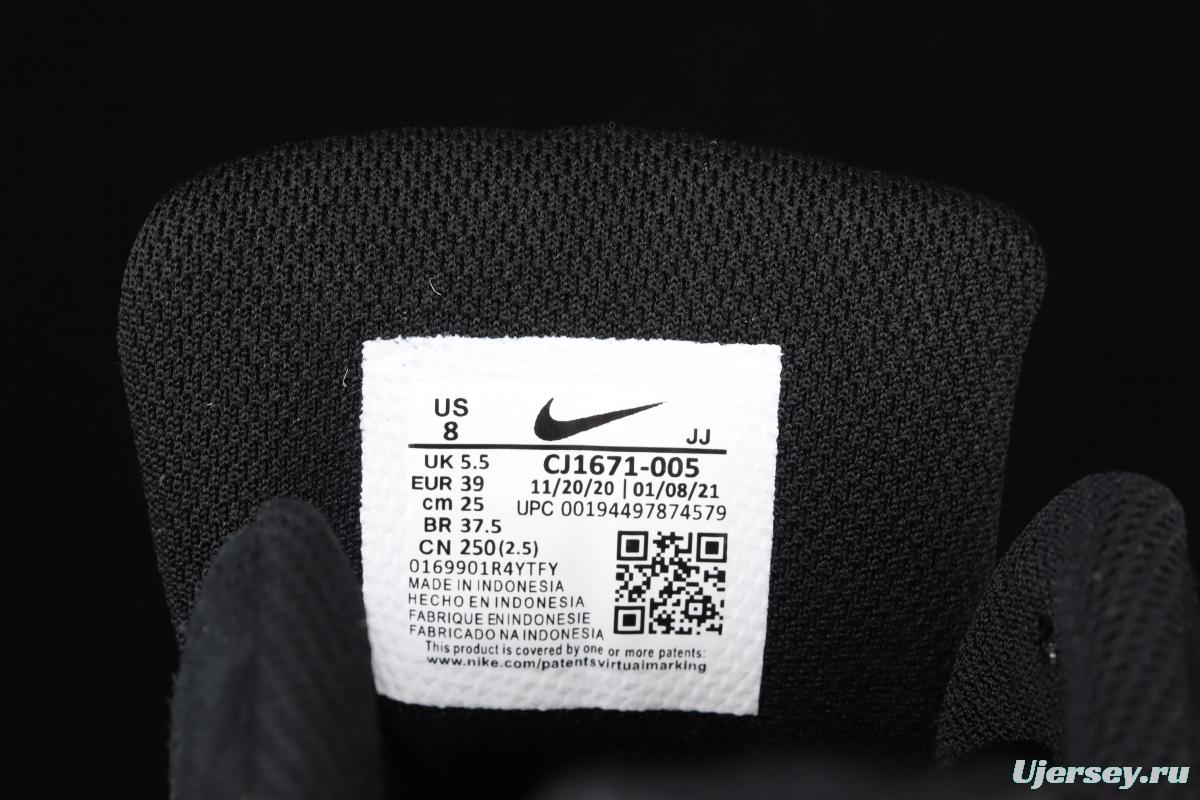 US
8
JJ
UK 5.5
EUR 39
cm 25
BR 37.5
CN 250(2.5)
CJ1671-005
11/20/20 | 01/08/21
UPC 00194497874579
0169901R4YTFY
MADE IN INDONESIA
HECHO EN INDONESIA
FABRIQUE EN INDONESIE
FABRICADO NA INDONESIA
This product is covered by one or more patents:
www.nike.com/patentsvirtualmarking
Ujersey.ru